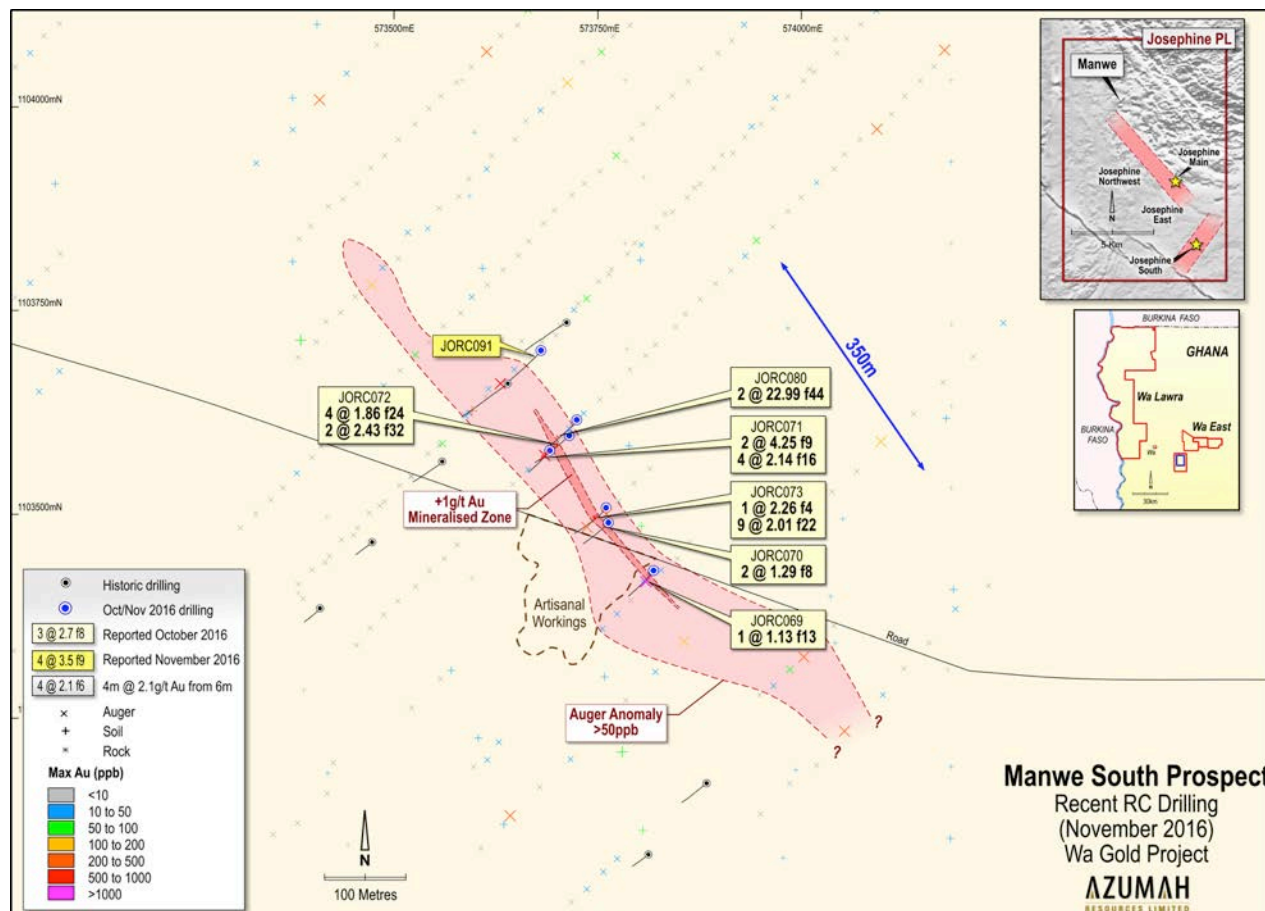 573500mE
573750mE
574000mE
1104000mN
1103750mN
1103500mN
Josephine PL
Manwe
Josephine
Main
Josephine
Northwest
N
Josephine
East
5 Km
Josephine
South
BURKINA FASO
GHANA
Wa Lawra
BURKINA
FASO
Wa East
Wa
N
30km
350m
JORC091
JORC072
4 @ 1.86 f24
2 @ 2.43 f32
JORC080
2 @ 22.99 f44
JORC071
2 @ 4.25 f9
4 @ 2.14 f16
JORC073
1 @ 2.26 f4
9 @ 2.01 f22
JORC070
2 @ 1.29 f8
JORC069
1 @ 1.13 f13
+1g/t Au
Mineralised Zone
Artisanal
Workings
Road
Auger Anomaly
>50ppb
?
?
Historic drilling
Oct/Nov 2016 drilling
3 @ 2.7 f8 Reported October 2016
4 @ 3.5 f9 Reported November 2016
4 @ 2.1 f6 4m @ 2.1g/t Au from 6m
Auger
Soil
Rock
Max Au (ppb)
<10
10 to 50
50 to 100
100 to 200
200 to 500
500 to 1000
>1000
N
100 Metres
Manwe South Prospect
Recent RC Drilling
(November 2016)
Wa Gold Project
AZUMAH
RESOURCES LIMITED